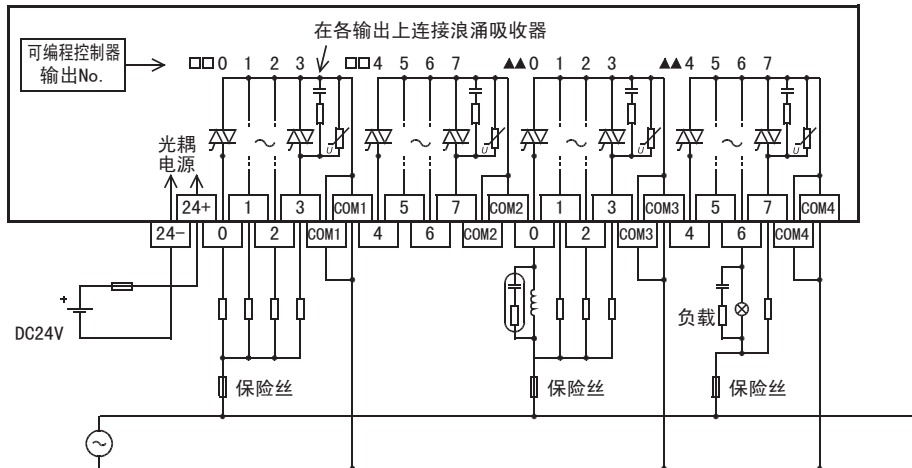 在各输出上连接浪涌吸收器
可编程控制器
输出No.
□□0 1 2 3 □□4 5 6 7 ▲▲0 1 2 3 ▲▲4 5 6 7
光耦
电源
U U U U
24+ 1 3 COM1 5 7 COM2 1 3 COM3 5 7 COM4
24- 0 2 COM1 4 6 COM2 0 2 COM3 4 6 COM4
+
DC24V
负载
保险丝 保险丝 保险丝